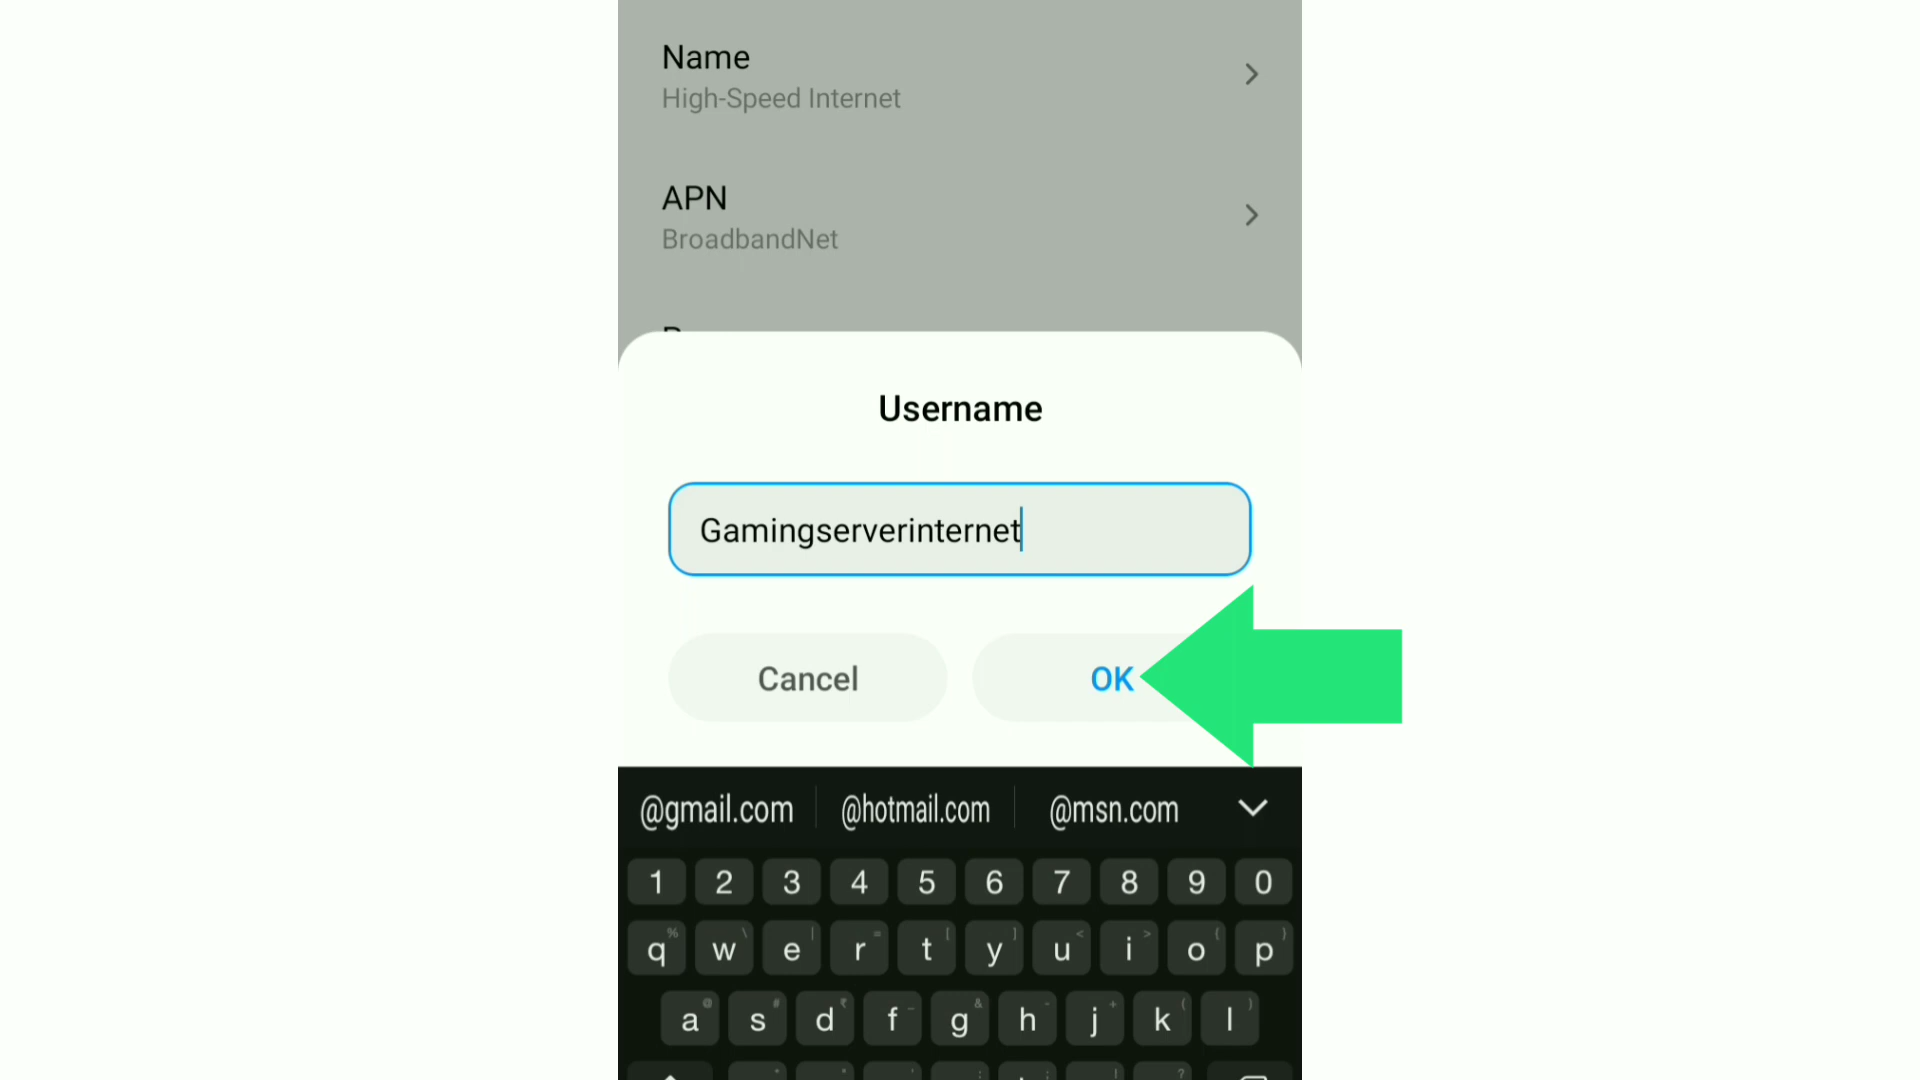 Name
High-Speed Internet
APN
BroadbandNet
Username
Gamingserverinternet
Cancel OK
@gmail.com @hotmail.com @msn.com
1 2 3 4 5 6 7 8 9 0
q w e r t y u i o p
a s d f g h j k l